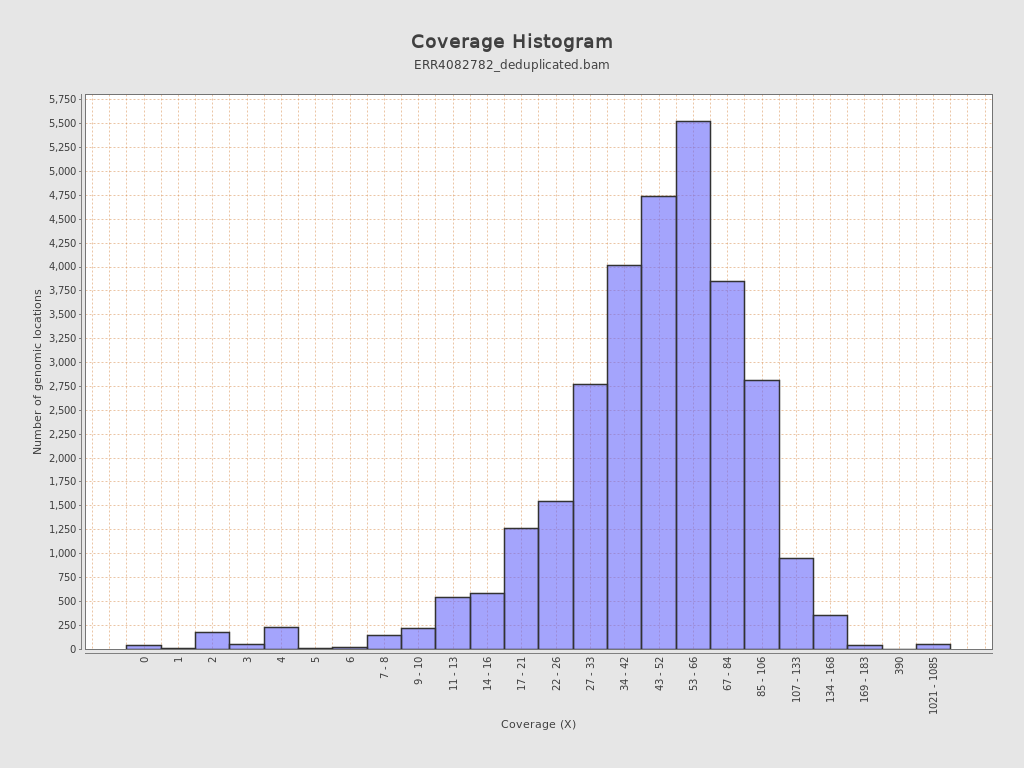 Coverage Histogram
ERR4082782_deduplicated.bam
5,750
5,500
5,250
5,000
4,750
4,500
4,250
4,000
3,750
3,500
3,250
3,000
2,750
2,500
2,250
2,000
1,750
1,500
1,250
1,000
750
500
250
0
Number of genomic locations
0
1
2
3
4
5
6
7 - 8
9 - 10
11 - 13
14 - 16
17 - 21
22 - 26
27 - 33
34 - 42
43 - 52
53 - 66
67 - 84
85 - 106
107 - 133
134 - 168
169 - 183
390
1021 - 1085
Coverage (X)